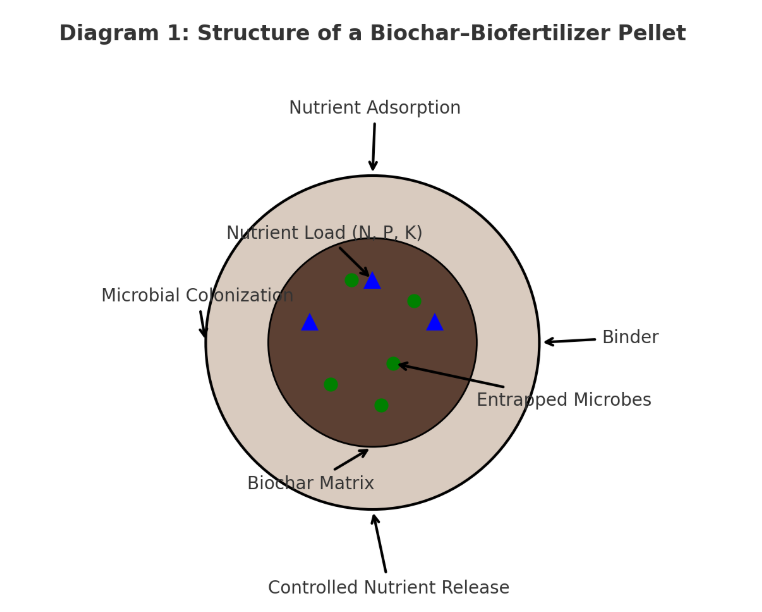 Diagram 1: Structure of a Biochar–Biofertilizer Pellet
Nutrient Adsorption
Nutrient Load (N, P, K)
Microbial Colonization
Binder
Entrapped Microbes
Biochar Matrix
Controlled Nutrient Release